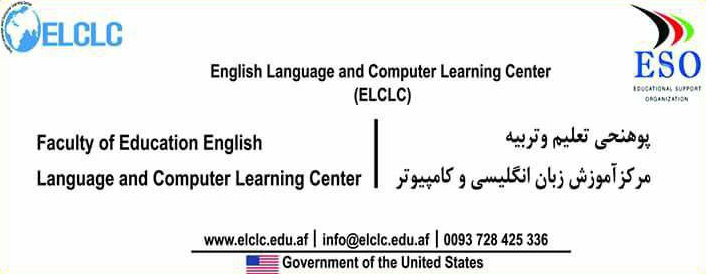 ELCLC
ESO
EDUCATIONAL SUPPORT
ORGANIZATION
English Language and Computer Learning Center
(ELCLC)
Faculty of Education English
Language and Computer Learning Center
پوهنحی تعلیم وتربیه
مرکز آموزش زبان انگلیسی و کامپیوتر
www.elclc.edu.af | info@elclc.edu.af | 0093 728 425 336
Government of the United States